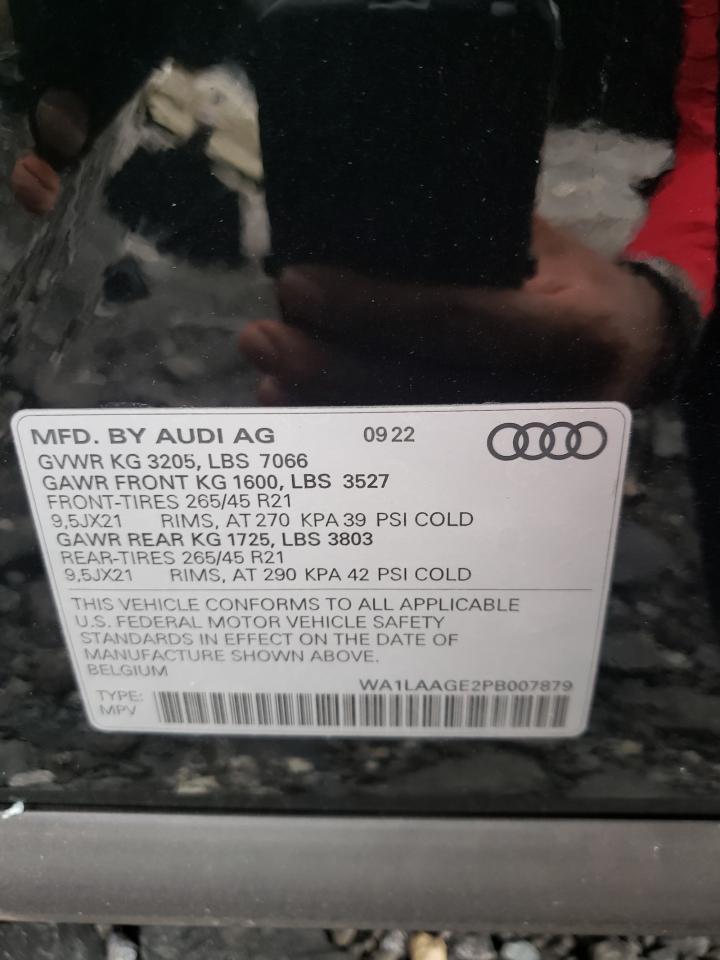 MFD. BY AUDI AG 09 22
GVWR KG 3205, LBS 7066
GAWR FRONT KG 1600, LBS 3527
FRONT-TIRES 265/45 R21
9,5JX21 RIMS, AT 270 KPA 39 PSI COLD
GAWR REAR KG 1725, LBS 3803
REAR-TIRES 265/45 R21
9,5JX21 RIMS, AT 290 KPA 42 PSI COLD
THIS VEHICLE CONFORMS TO ALL APPLICABLE
U.S. FEDERAL MOTOR VEHICLE SAFETY
STANDARDS IN EFFECT ON THE DATE OF
MANUFACTURE SHOWN ABOVE.
BELGIUM
WA1LAAGE2PB007879
TYPE:
MPV